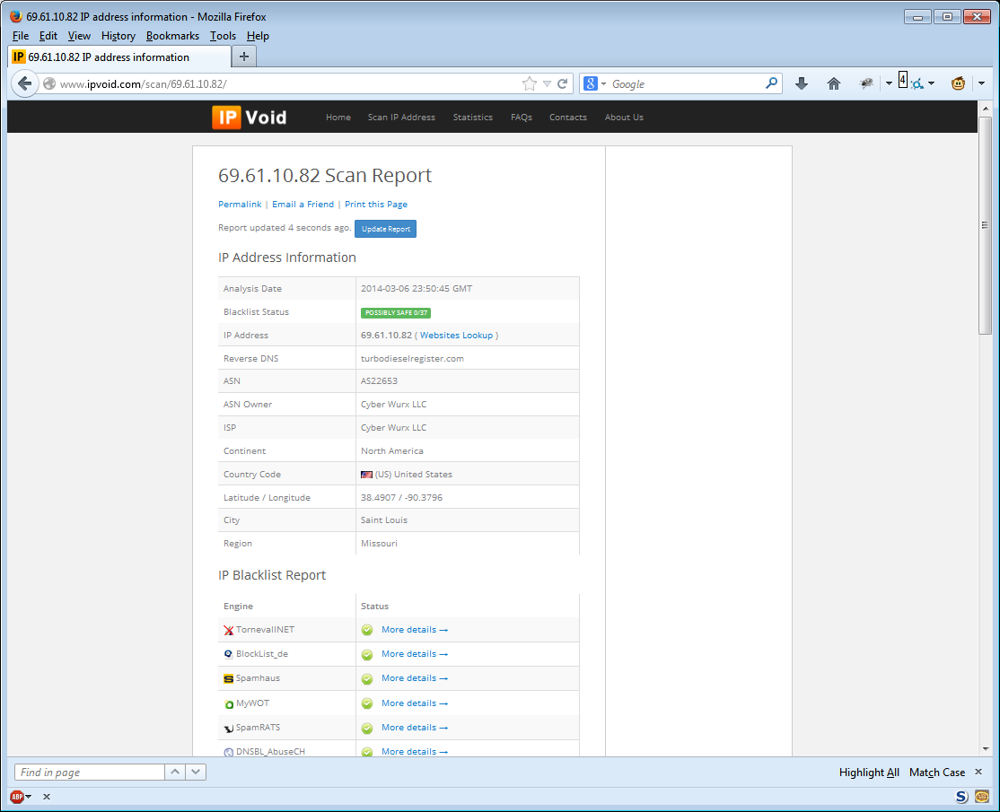 69.61.10.82 IP address information - Mozilla Firefox
File Edit View History Bookmarks Tools Help
IP 69.61.10.82 IP address information
www.ipvoid.com/scan/69.61.10.82/
8 Google
4
IP Void Home Scan IP Address Statistics FAQs Contacts About Us
69.61.10.82 Scan Report
Permalink | Email a Friend | Print this Page
Report updated 4 seconds ago. Update Report
IP Address Information
Analysis Date 2014-03-06 23:50:45 GMT
Blacklist Status POSSIBLY SAFE 0/37
IP Address 69.61.10.82 ( Websites Lookup )
Reverse DNS turbodieselregister.com
ASN AS22653
ASN Owner Cyber Wurx LLC
ISP Cyber Wurx LLC
Continent North America
Country Code (US) United States
Latitude / Longitude 38.4907 / -90.3796
City Saint Louis
Region Missouri
IP Blacklist Report
Engine Status
TornevallNET More details →
BlockList_de More details →
Spamhaus More details →
MyWOT More details →
SpamRATS More details →
DNSBL_AbuseCH More details →
Find in page Highlight All Match Case
ABP S